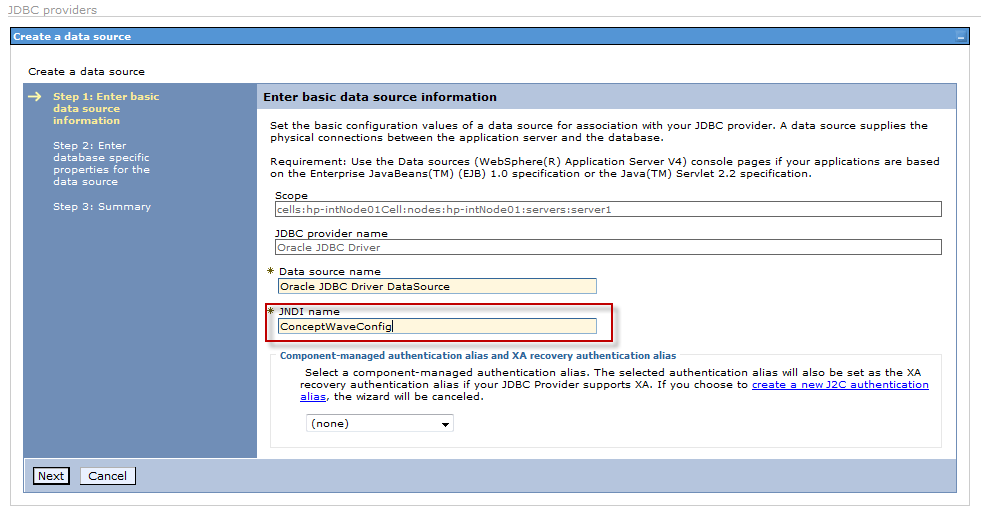 JDBC providers
Create a data source
Create a data source
Step 1: Enter basic
data source
information
Step 2: Enter
database specific
properties for the
data source
Step 3: Summary
Enter basic data source information
Set the basic configuration values of a data source for association with your JDBC provider. A data source supplies the
physical connections between the application server and the database.
Requirement: Use the Data sources (WebSphere(R) Application Server V4) console pages if your applications are based
on the Enterprise JavaBeans(TM) (EJB) 1.0 specification or the Java(TM) Servlet 2.2 specification.
Scope
cells:hp-intNode01Cell:nodes:hp-intNode01:servers:server1
JDBC provider name
Oracle JDBC Driver
* Data source name
Oracle JDBC Driver DataSource
* JNDI name
ConceptWaveConfig
Component-managed authentication alias and XA recovery authentication alias
Select a component-managed authentication alias. The selected authentication alias will also be set as the XA
recovery authentication alias if your JDBC Provider supports XA. If you choose to create a new J2C authentication
alias, the wizard will be canceled.
(none)
Next Cancel